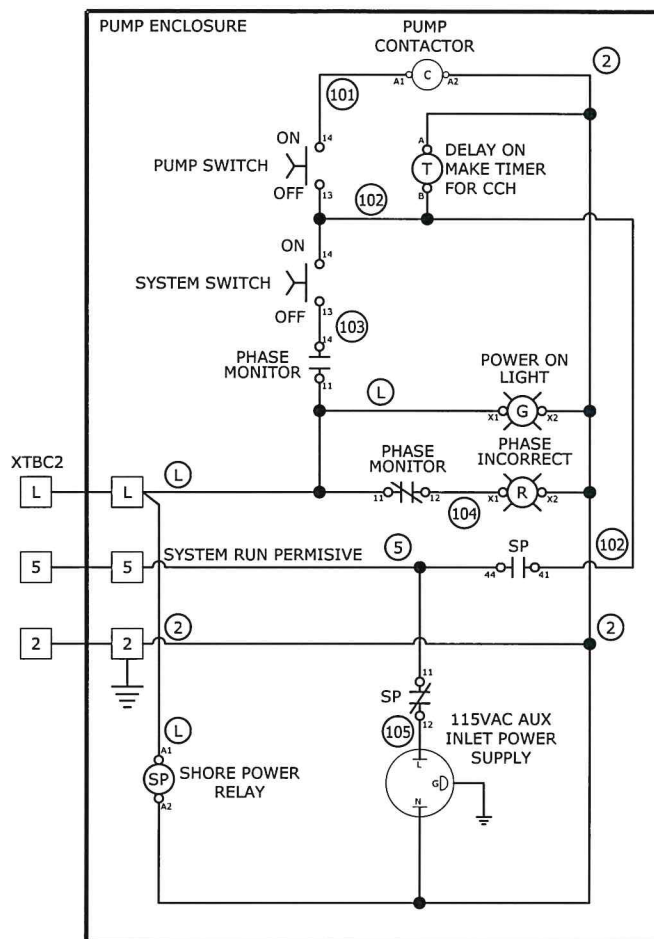 PUMP ENCLOSURE
PUMP
CONTACTOR
2
A1 C A2
101
ON
14
PUMP SWITCH
OFF
13
A
T
B
DELAY ON
MAKE TIMER
FOR CCH
102
ON
14
SYSTEM SWITCH
OFF
13
103
14
PHASE
MONITOR
11
POWER ON
LIGHT
L
X1 G X2
PHASE
MONITOR
PHASE
INCORRECT
XTBC2
L L
L
11 12
104
X1 R X2
5 5
SYSTEM RUN PERMISIVE
5
SP
44 41
102
2 2
2
2
11
SP
12
105
115VAC AUX
INLET POWER
SUPPLY
L
G
N
L
A1
SP
A2
SHORE POWER
RELAY